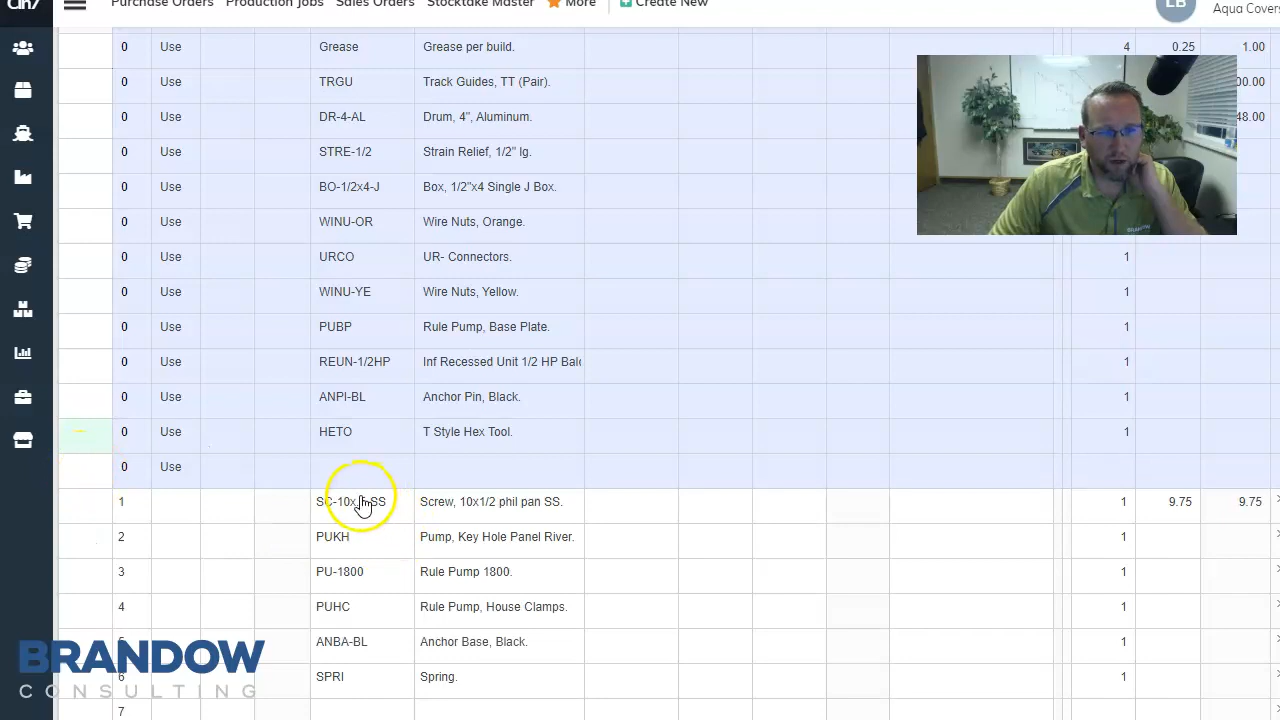 Cin7 Purchase Orders Production Jobs Sales Orders Stocktake Master More Create New LB Aqua Covers
0 Use Grease Grease per build. 4 0.25 1.00
0 Use TRGU Track Guides, TT (Pair). 00.00
0 Use DR-4-AL Drum, 4", Aluminum. 48.00
0 Use STRE-1/2 Strain Relief, 1/2" lg.
0 Use BO-1/2x4-J Box, 1/2"x4 Single J Box.
0 Use WINU-OR Wire Nuts, Orange.
0 Use URCO UR- Connectors. 1
0 Use WINU-YE Wire Nuts, Yellow. 1
0 Use PUBP Rule Pump, Base Plate. 1
0 Use REUN-1/2HP Inf Recessed Unit 1/2 HP Bald 1
0 Use ANPI-BL Anchor Pin, Black. 1
0 Use HETO T Style Hex Tool. 1
0 Use
1 Screw, 10x1/2 phil pan SS. 1 9.75 9.75
2 PUKH Pump, Key Hole Panel River. 1
3 PU-1800 Rule Pump 1800. 1
4 PUHC Rule Pump, House Clamps. 1
5 ANBA-BL Anchor Base, Black. 1
6 SPRI Spring. 1
7
BRANDOW
CONSULTING